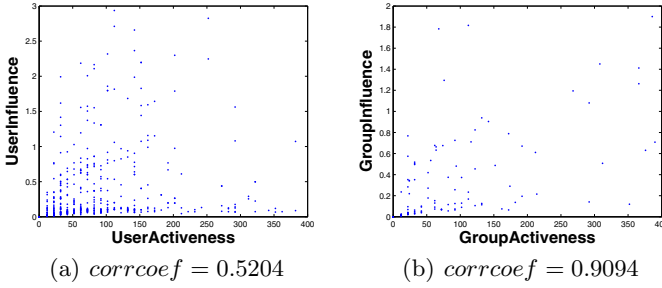 3
2.5
2
1.5
1
0.5
0
0 50 100 150 200 250 300 350 400
UserInfluence
UserActiveness
(a) corrcoef = 0.5204
2
1.8
1.6
1.4
1.2
1
0.8
0.6
0.4
0.2
0
0 50 100 150 200 250 300 350 400
GroupInfluence
GroupActiveness
(b) corrcoef = 0.9094